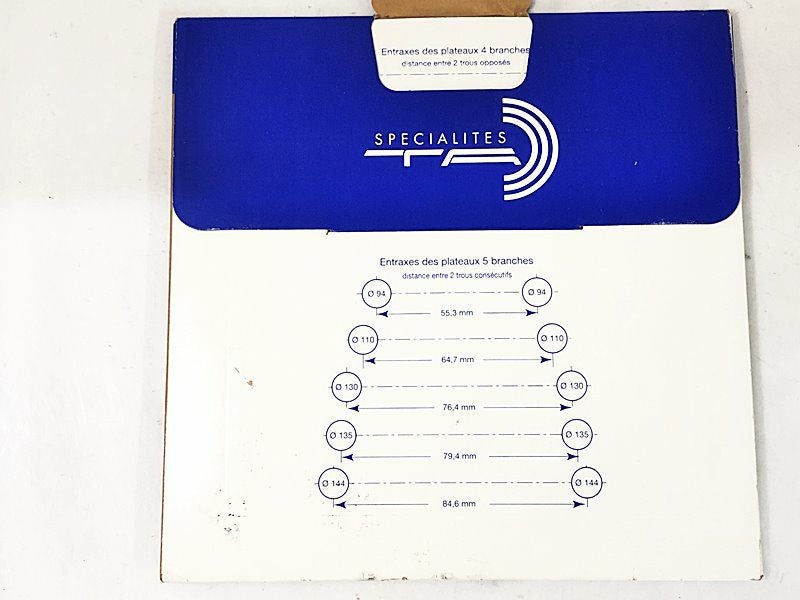 Entraxes des plateaux 4 branches
distance entre 2 trous opposés
SPECIALITES
TA
Entraxes des plateaux 5 branches
distance entre 2 trous consécutifs
Ø 94 Ø 94
55,3 mm
Ø 110 Ø 110
64,7 mm
Ø 130 Ø 130
76,4 mm
Ø 135 Ø 135
79,4 mm
Ø 144 Ø 144
84,6 mm